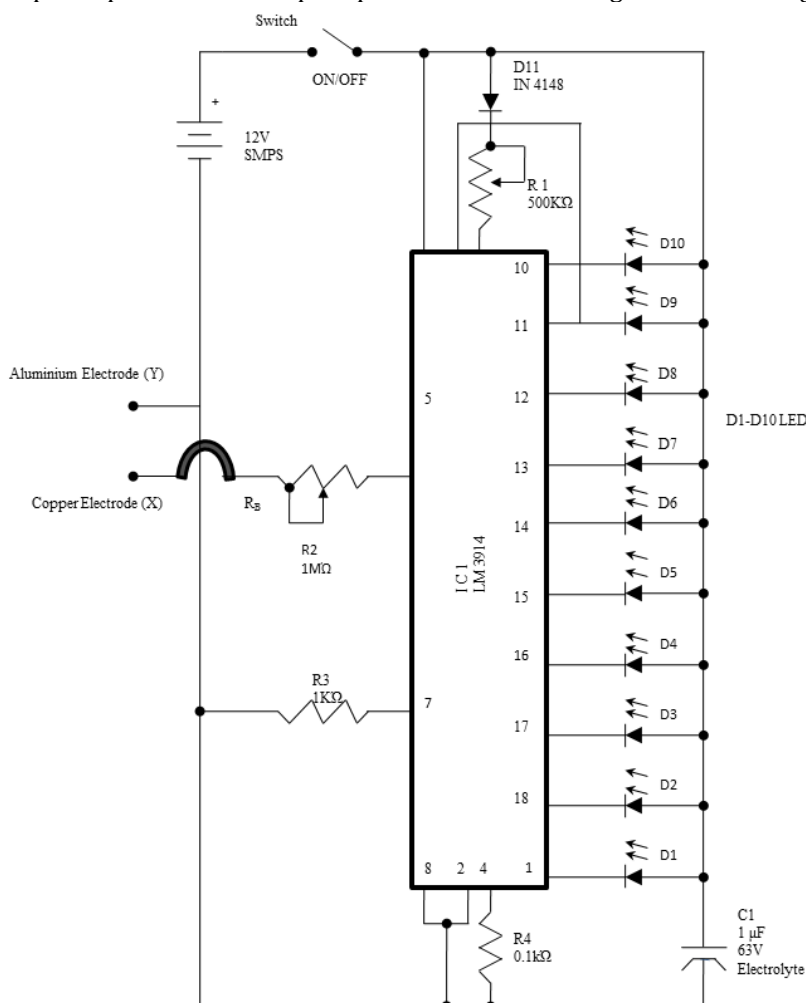 Switch
ON/OFF
D11
IN 4148
+
12V
SMPS
R 1
500KΩ
D10
10
D9
11
Aluminium Electrode (Y)
5
12
D8
D1-D10 LED
13
D7
Copper Electrode (X)
R_B
14
D6
R2
1MΩ
I C 1
LM 3914
15
D5
16
D4
R3
1KΩ
7
17
D3
18
D2
8
2
4
1
D1
R4
0.1kΩ
C1
1 μF
63V
Electrolyte